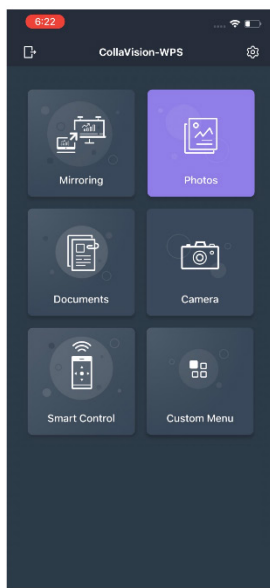 6:22
CollaVision-WPS
Mirroring
Photos
Documents
Camera
Smart Control
Custom Menu